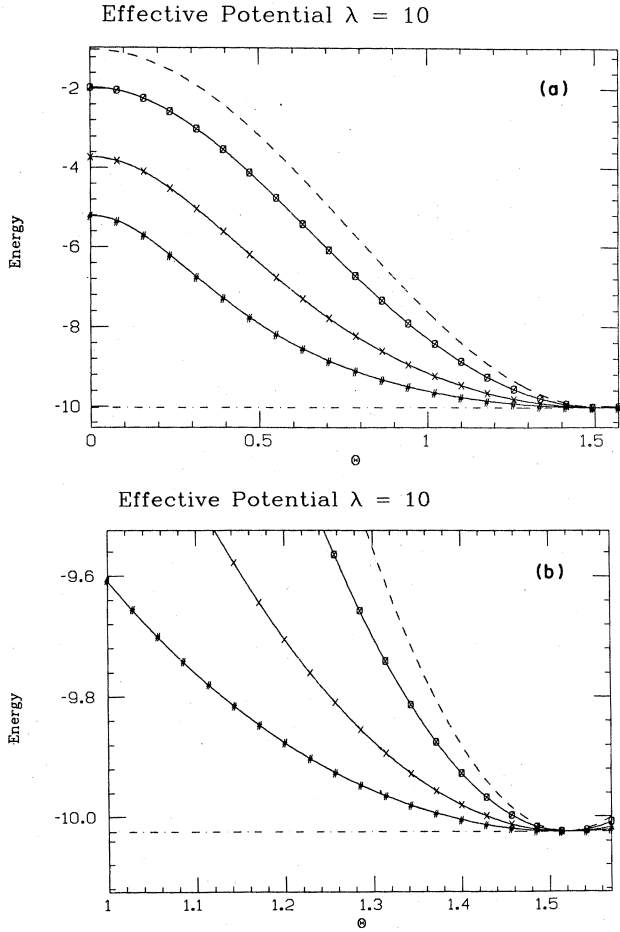 Effective Potential λ = 10
(a)
-2
-4
-6
-8
-10
Energy
0
0.5
1
1.5
Θ
Effective Potential λ = 10
(b)
-9.6
-9.8
-10.0
Energy
1
1.1
1.2
1.3
1.4
1.5
Θ